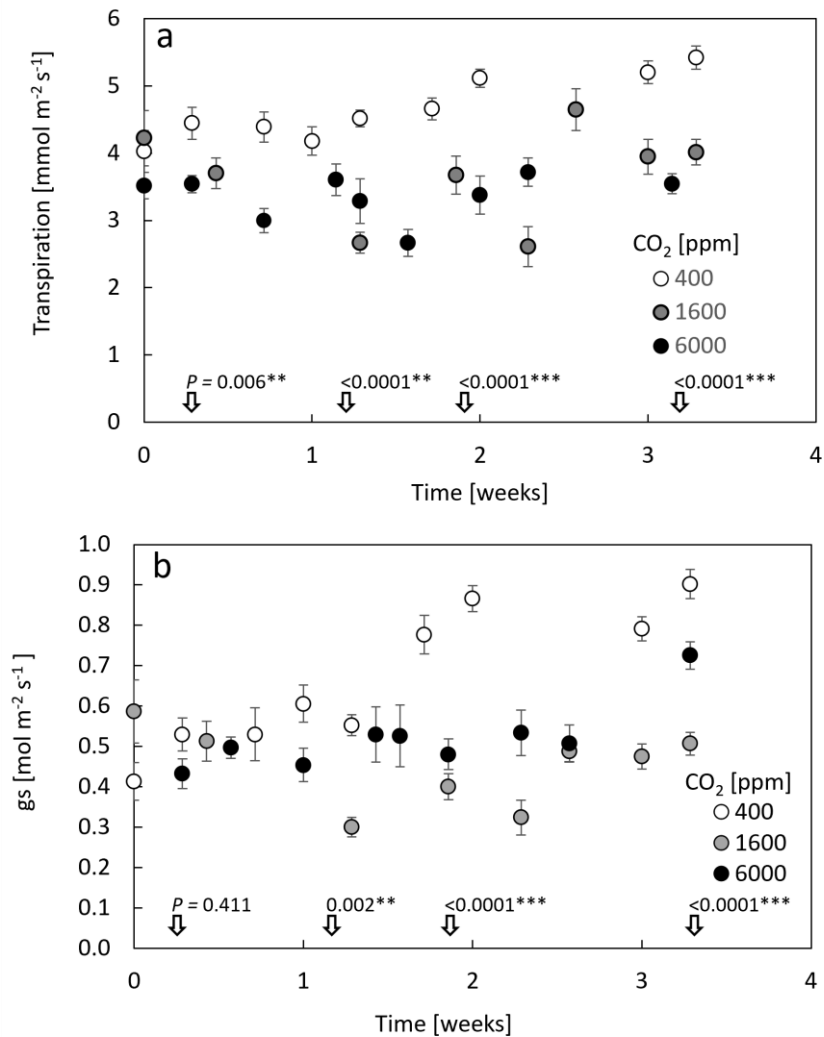 a
Transpiration [mmol m⁻² s⁻¹]
6
5
4
3
2
1
0
CO₂ [ppm]
400
1600
6000
P = 0.006** <0.0001** <0.0001*** <0.0001***
0 1 2 3 4
Time [weeks]
b
gs [mol m⁻² s⁻¹]
1.0
0.9
0.8
0.7
0.6
0.5
0.4
0.3
0.2
0.1
0.0
CO₂ [ppm]
400
1600
6000
P = 0.411 0.002** <0.0001*** <0.0001***
0 1 2 3 4
Time [weeks]